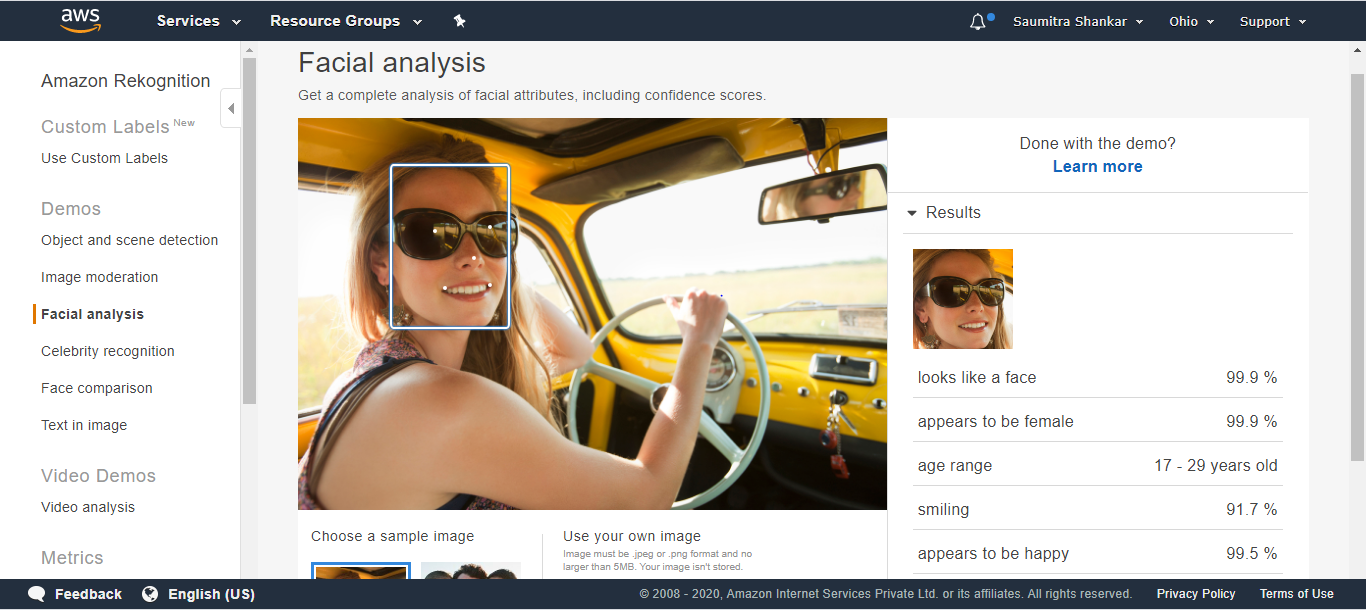 aws Services Resource Groups Saumitra Shankar Ohio Support
Amazon Rekognition
Custom Labels New
Use Custom Labels
Demos
Object and scene detection
Image moderation
Facial analysis
Celebrity recognition
Face comparison
Text in image
Video Demos
Video analysis
Metrics
Facial analysis
Get a complete analysis of facial attributes, including confidence scores.
Choose a sample image
Use your own image
Image must be .jpeg or .png format and no
larger than 5MB. Your image isn't stored.
Done with the demo?
Learn more
Results
looks like a face 99.9 %
appears to be female 99.9 %
age range 17 - 29 years old
smiling 91.7 %
appears to be happy 99.5 %
Feedback English (US) © 2008 - 2020, Amazon Internet Services Private Ltd. or its affiliates. All rights reserved. Privacy Policy Terms of Use